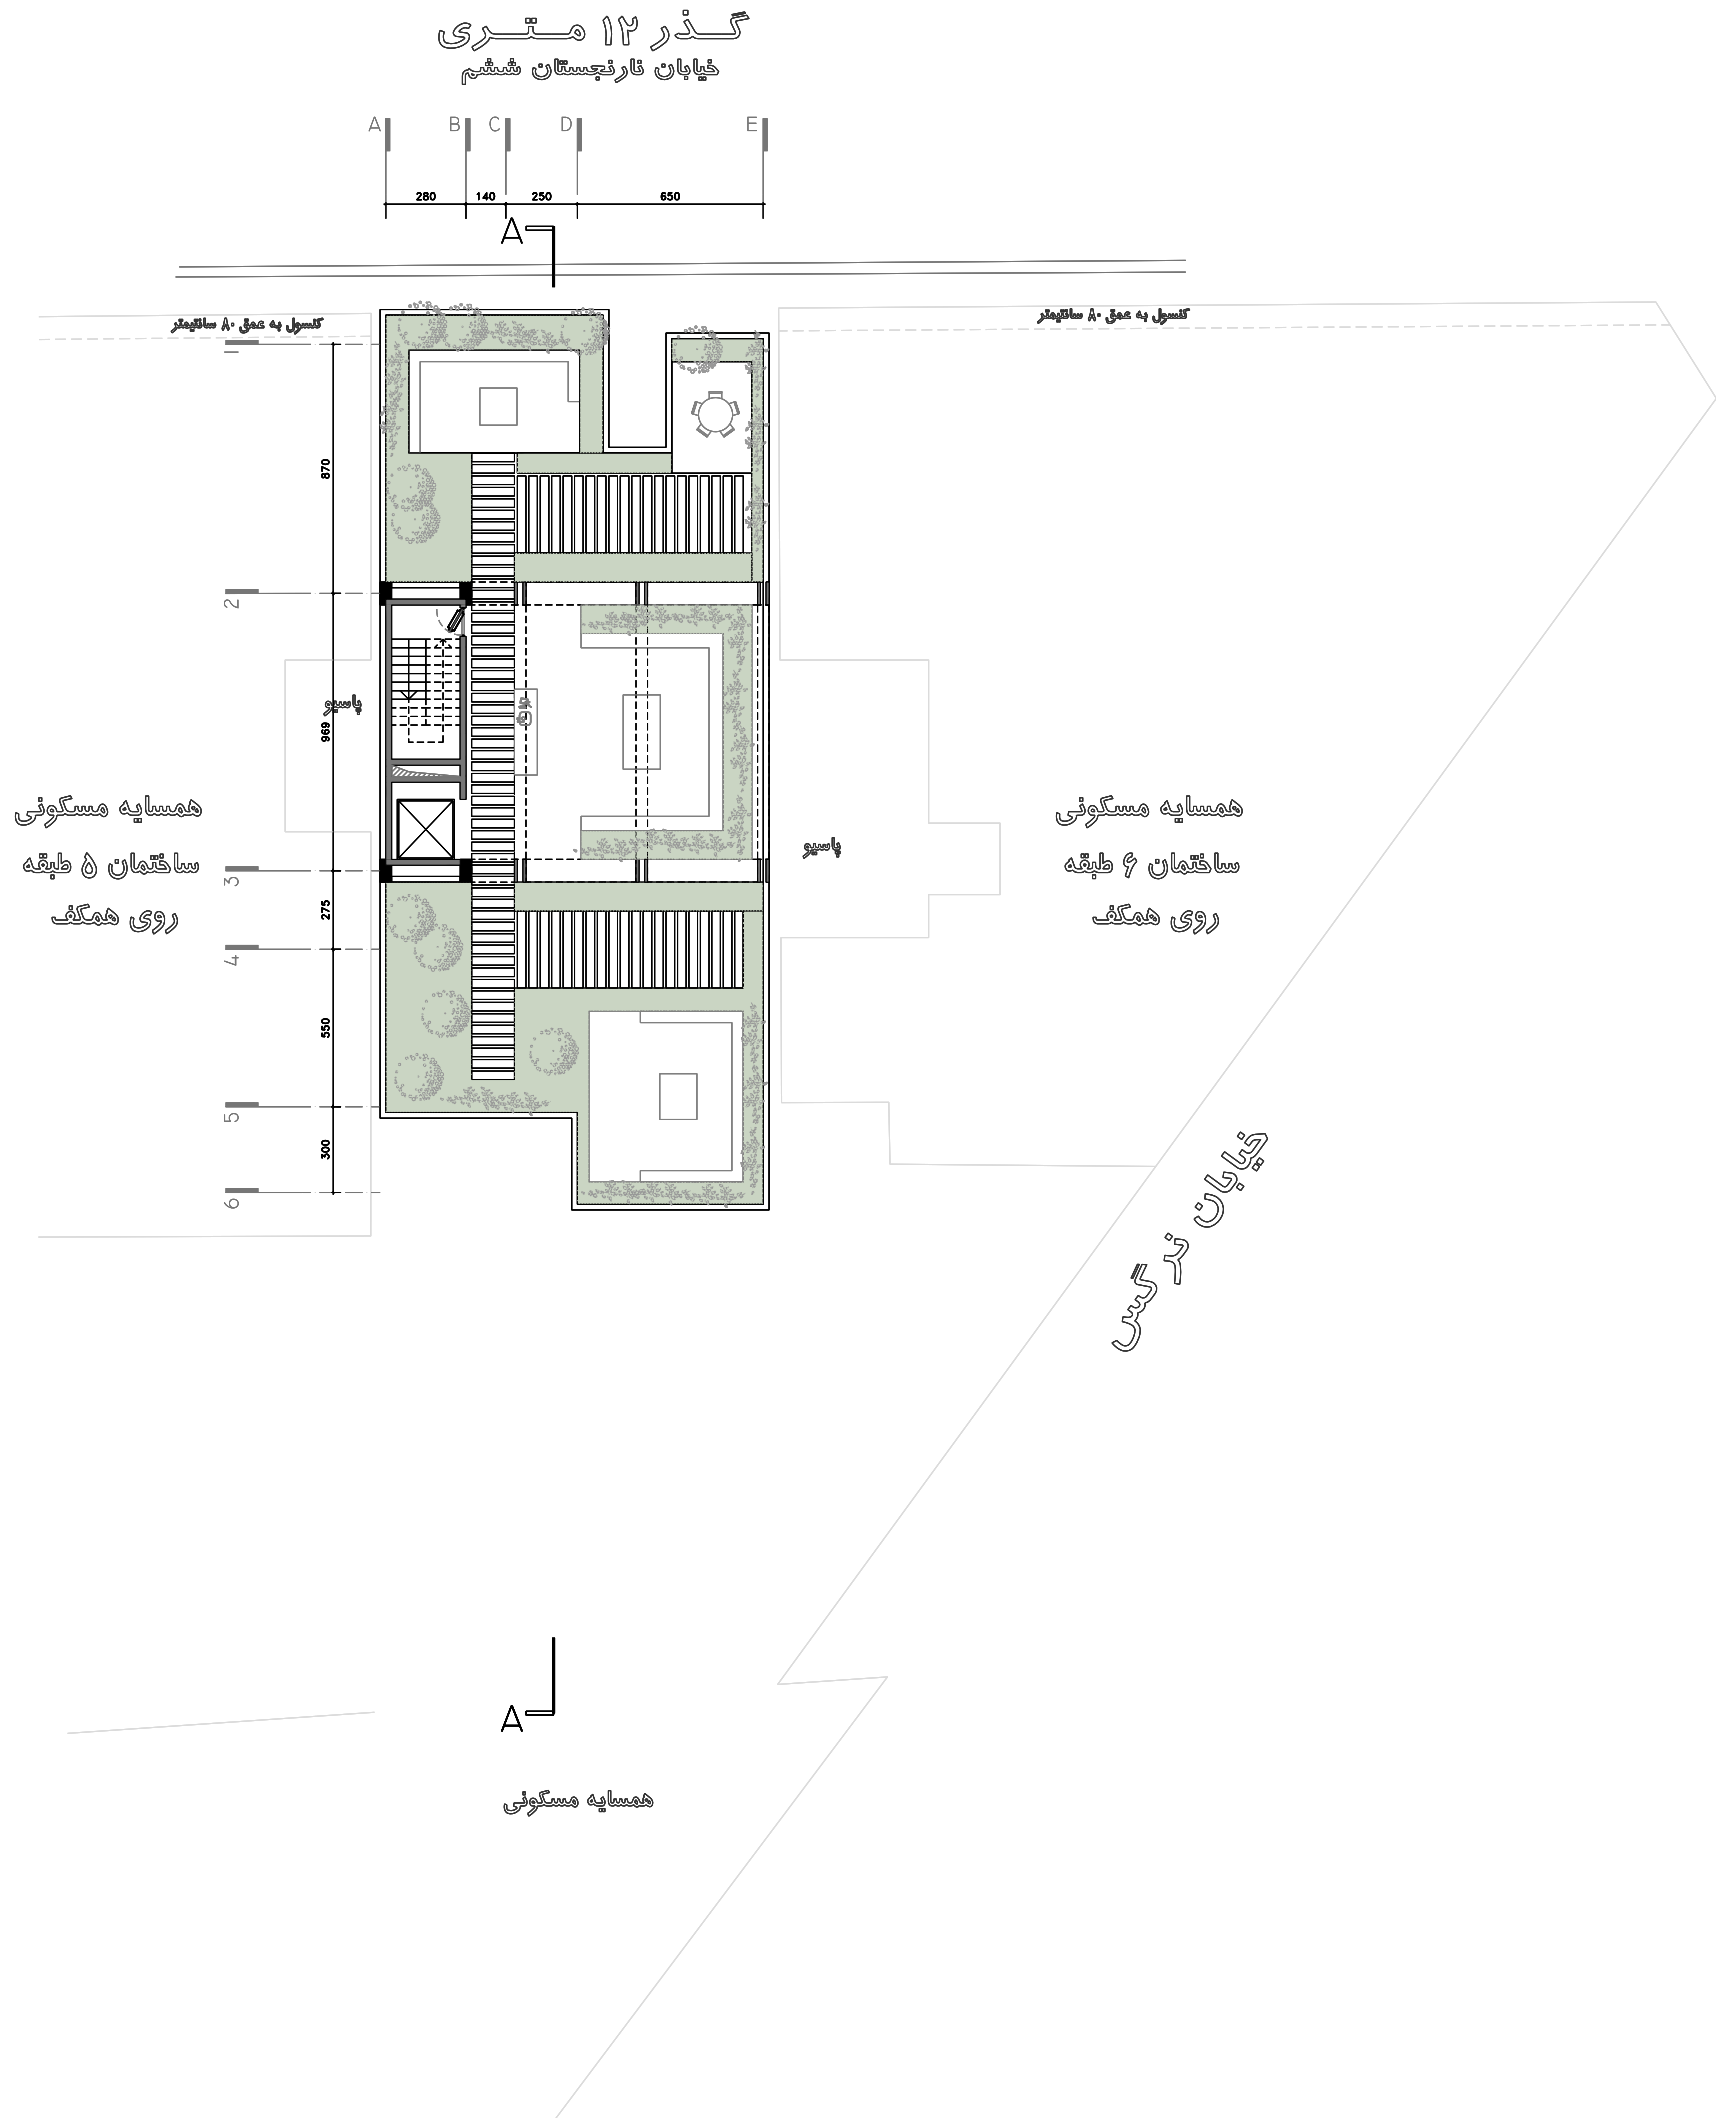 گـــذر ۱۲ مـــتـــری
خیابان نارنجستان ششم
A B C D E
280 140 250 650
A
کنسول به عمق ۸۰ سانتیمتر
کنسول به عمق ۸۰ سانتیمتر
1
870
2
پاسیو
969
همسایه مسکونی
ساختمان ۵ طبقه
روی همکف
پاسیو
همسایه مسکونی
ساختمان ۶ طبقه
روی همکف
3
275
4
550
5
300
6
خیابان نرگس
A
همسایه مسکونی